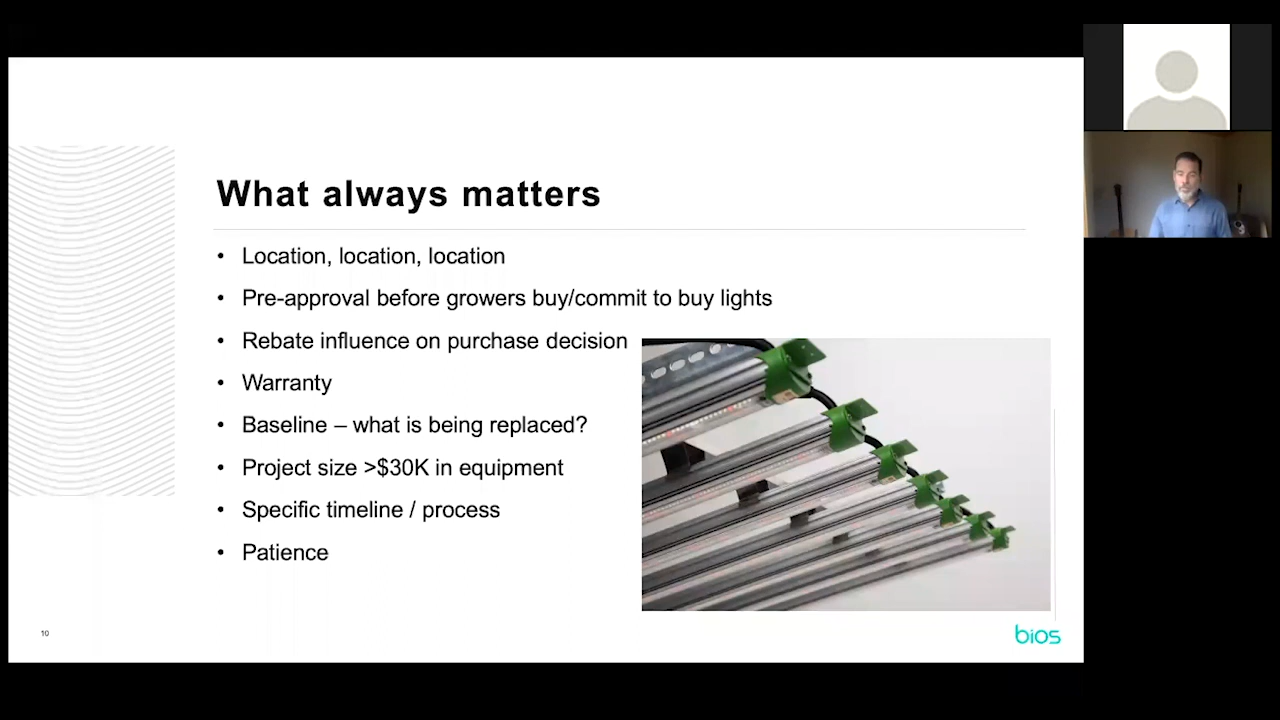 What always matters
• Location, location, location
• Pre-approval before growers buy/commit to buy lights
• Rebate influence on purchase decision
• Warranty
• Baseline – what is being replaced?
• Project size >$30K in equipment
• Specific timeline / process
• Patience
10
bios